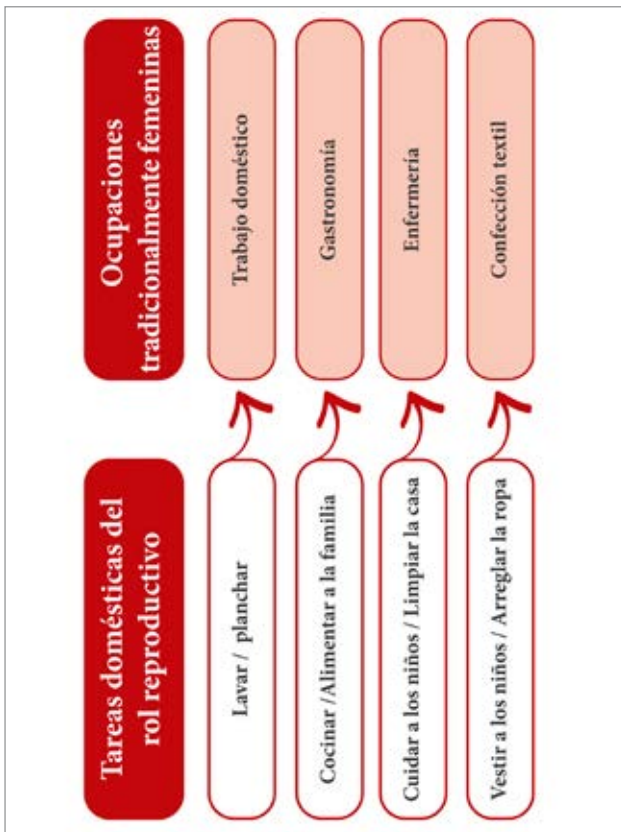 Tareas domésticas del
rol reproductivo
Ocupaciones
tradicionalmente femeninas
Lavar / planchar
Trabajo doméstico
Cocinar /Alimentar a la familia
Gastronomía
Cuidar a los niños / Limpiar la casa
Enfermería
Vestir a los niños / Arreglar la ropa
Confección textil